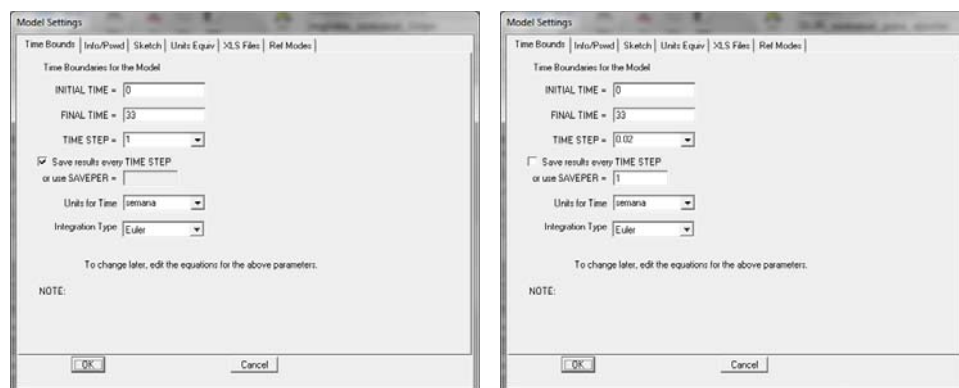 Model Settings
Time Bounds Info/Pswd Sketch Units Equiv XLS Files Ref Modes
Time Boundaries for the Model
INITIAL TIME = 0
FINAL TIME = 33
TIME STEP = 1
Save results every TIME STEP
or use SAVEPER =
Units for Time semana
Integration Type Euler
To change later, edit the equations for the above parameters.
NOTE:
OK Cancel
Model Settings
Time Bounds Info/Pswd Sketch Units Equiv XLS Files Ref Modes
Time Boundaries for the Model
INITIAL TIME = 0
FINAL TIME = 33
TIME STEP = 0.02
Save results every TIME STEP
or use SAVEPER = 1
Units for Time semana
Integration Type Euler
To change later, edit the equations for the above parameters.
NOTE:
OK Cancel